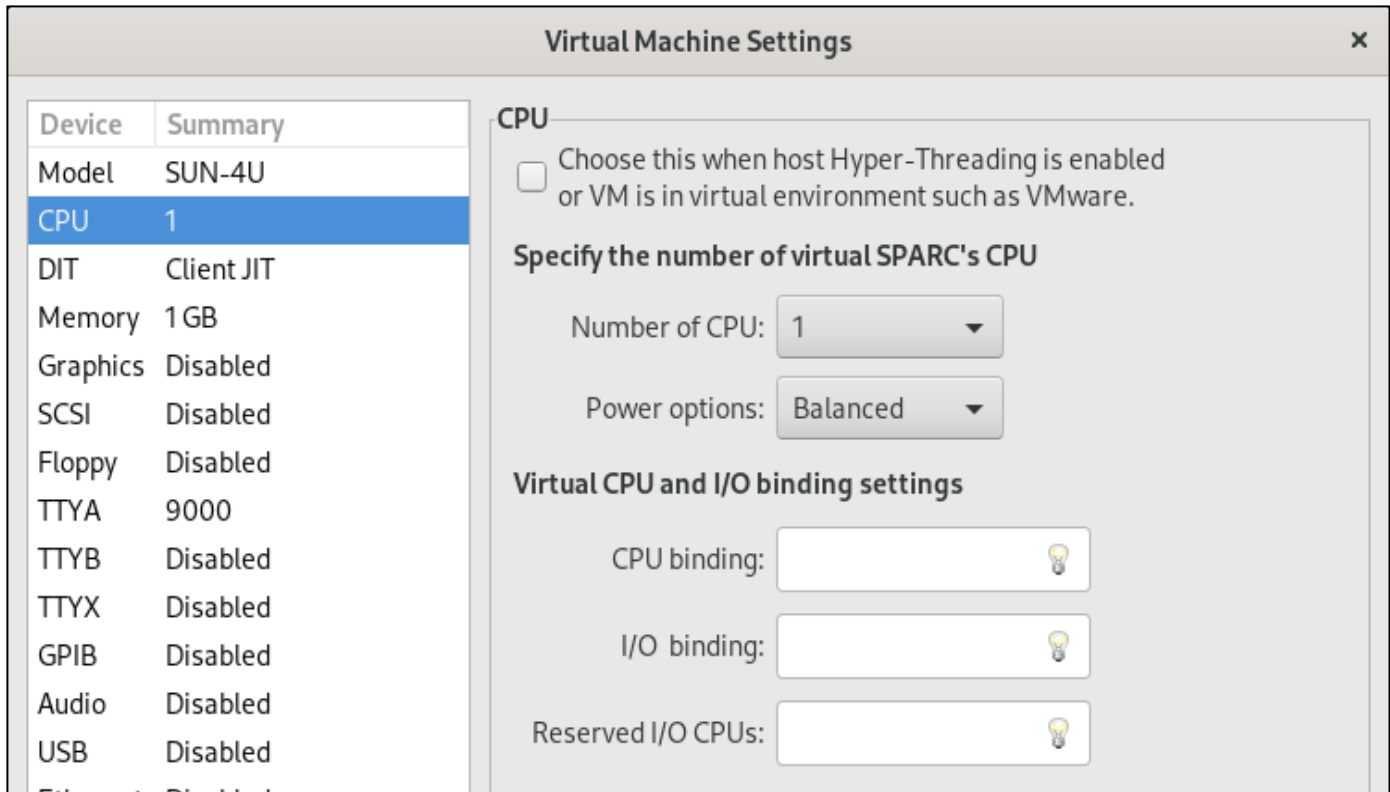 Virtual Machine Settings ×
Device Summary
Model SUN-4U
CPU 1
DIT Client JIT
Memory 1 GB
Graphics Disabled
SCSI Disabled
Floppy Disabled
TTYA 9000
TTYB Disabled
TTYX Disabled
GPIB Disabled
Audio Disabled
USB Disabled
CPU
Choose this when host Hyper-Threading is enabled
or VM is in virtual environment such as VMware.
Specify the number of virtual SPARC's CPU
Number of CPU: 1
Power options: Balanced
Virtual CPU and I/O binding settings
CPU binding:
I/O binding:
Reserved I/O CPUs: